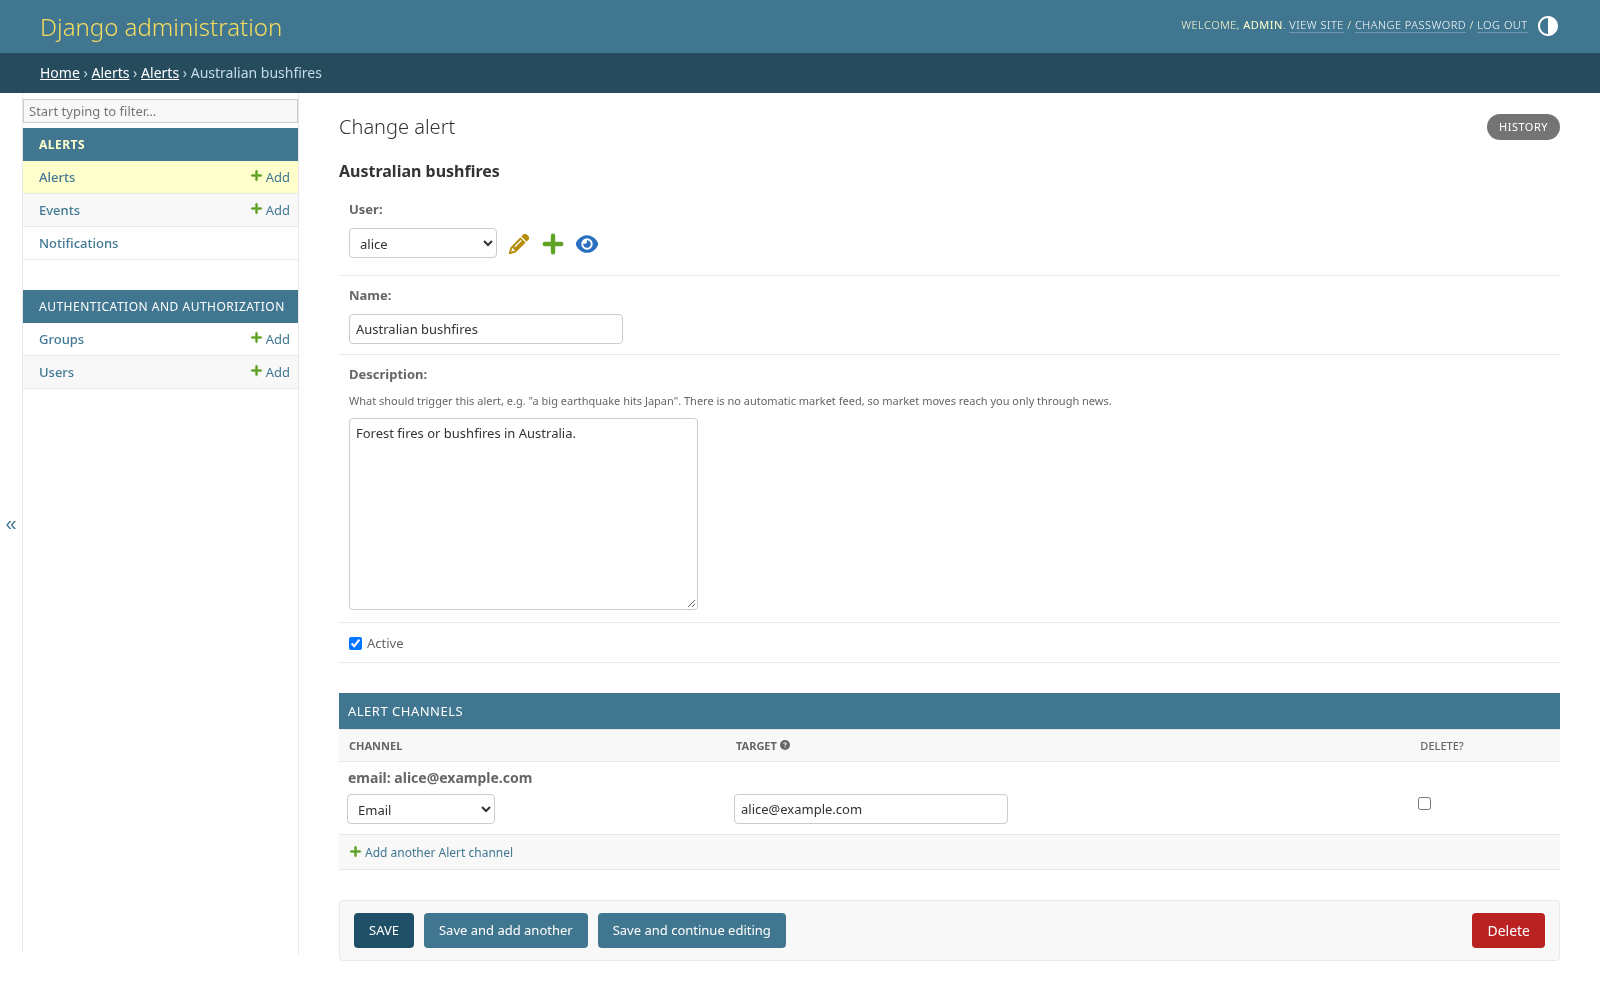 Django administration
WELCOME, ADMIN. VIEW SITE / CHANGE PASSWORD / LOG OUT
Home › Alerts › Alerts › Australian bushfires
Start typing to filter...
ALERTS
Alerts
Add
Events
Add
Notifications
AUTHENTICATION AND AUTHORIZATION
Groups
Add
Users
Add
«
Change alert
HISTORY
Australian bushfires
User:
alice
Name:
Australian bushfires
Description:
What should trigger this alert, e.g. "a big earthquake hits Japan". There is no automatic market feed, so market moves reach you only through news.
Forest fires or bushfires in Australia.
Active
ALERT CHANNELS
CHANNEL
TARGET ?
DELETE?
email: alice@example.com
Email
alice@example.com
Add another Alert channel
SAVE
Save and add another
Save and continue editing
Delete